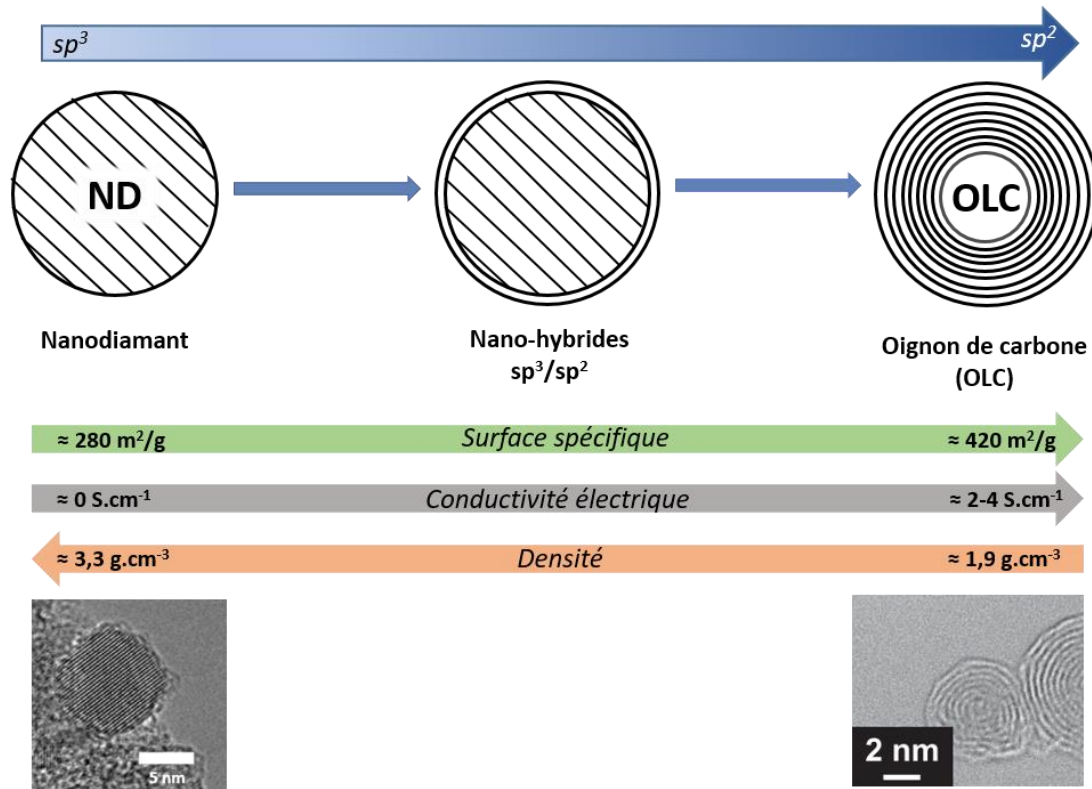 sp³ sp²
ND OLC
Nanodiamant
Nano-hybrides
sp³/sp²
Oignon de carbone
(OLC)
≈ 280 m²/g Surface spécifique ≈ 420 m²/g
≈ 0 S.cm⁻¹ Conductivité électrique ≈ 2-4 S.cm⁻¹
≈ 3,3 g.cm⁻³ Densité ≈ 1,9 g.cm⁻³
5 nm
2 nm